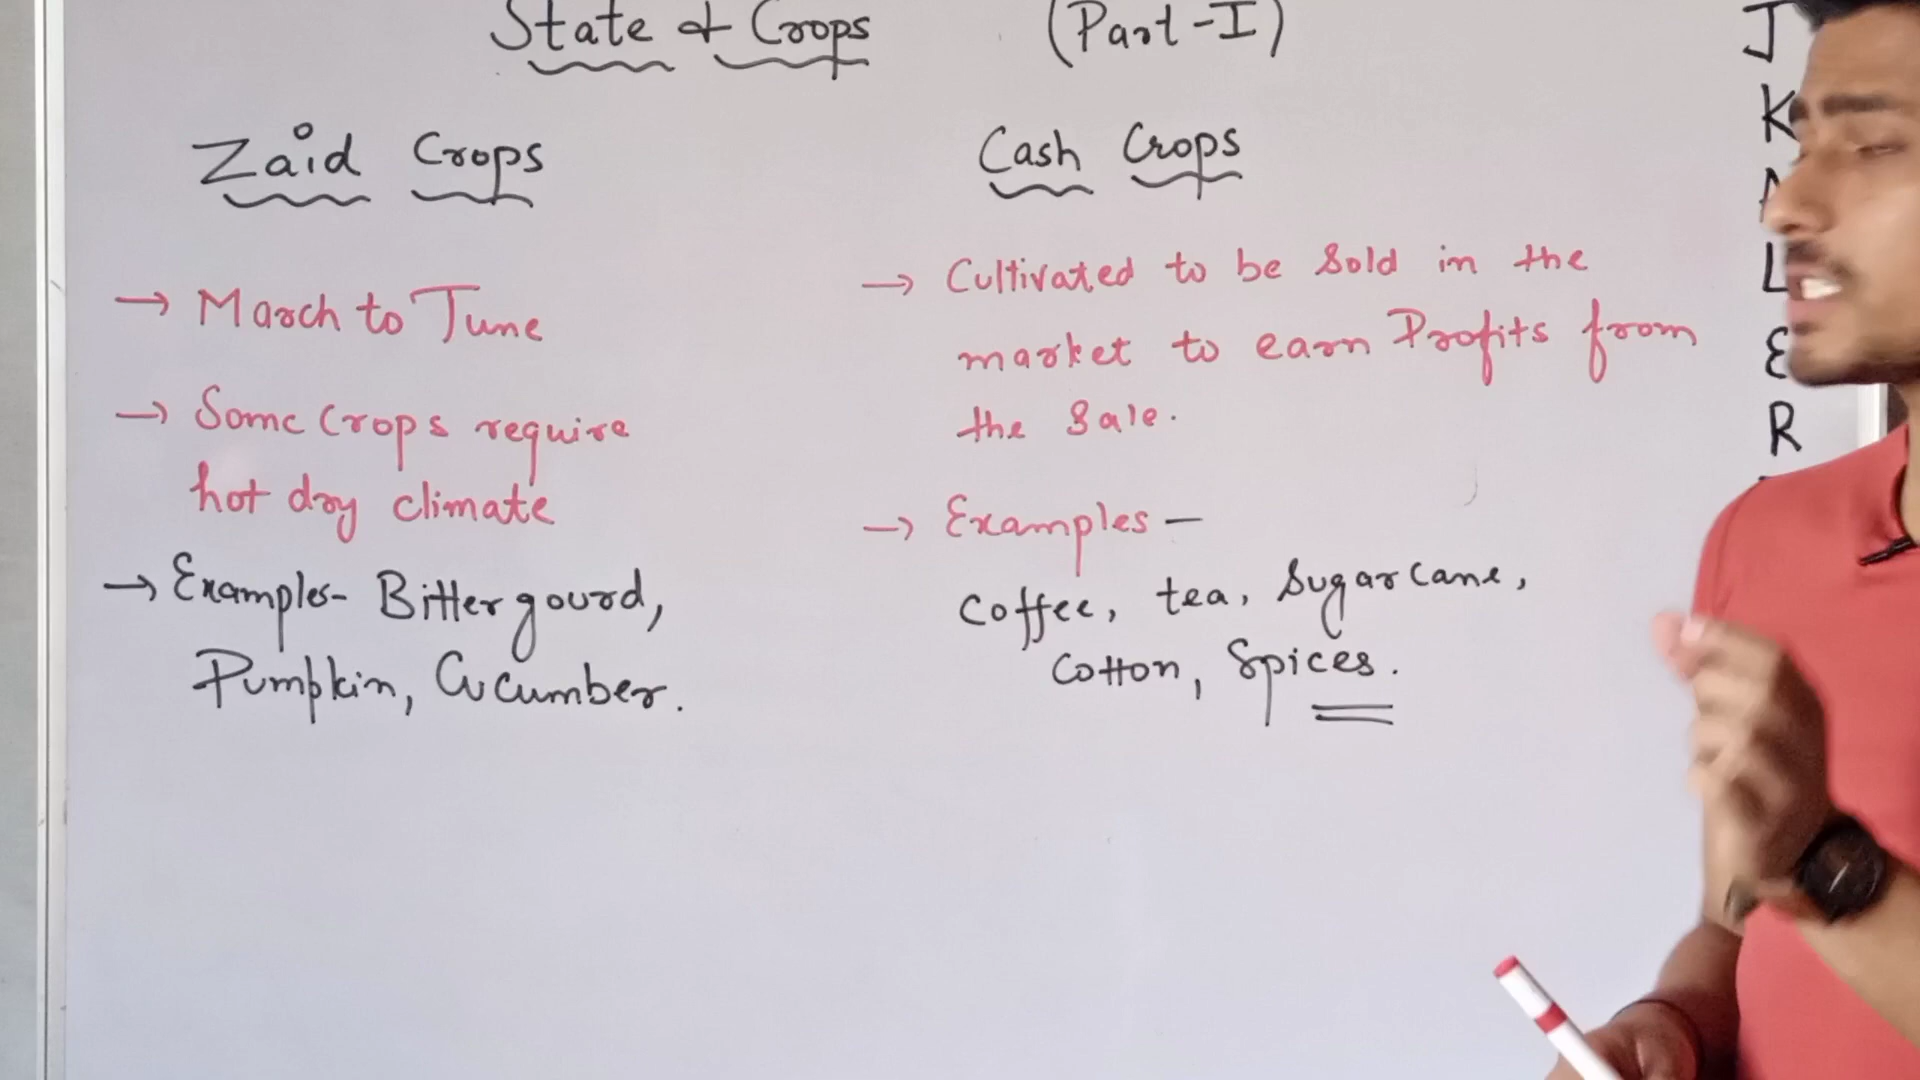 State & Crops (Part-I)
Zaid Crops
→ March to June
→ Some Crops require
hot dry climate
→ Examples- Bitter gourd,
Pumpkin, Cucumber.
Cash Crops
→ Cultivated to be Sold in the
market to earn Profits from
the Sale.
→ Examples —
Coffee, tea, Sugarcane,
Cotton, Spices.
J
K
L
E
R